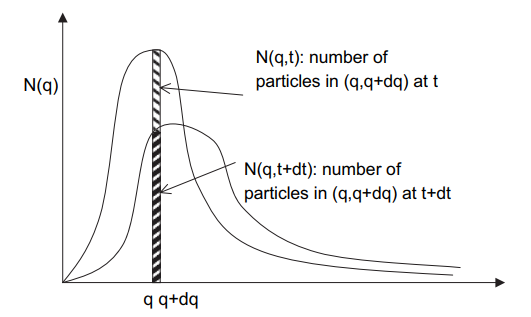 N(q)
N(q,t): number of
particles in (q,q+dq) at t
N(q,t+dt): number of
particles in (q,q+dq) at t+dt
q q+dq